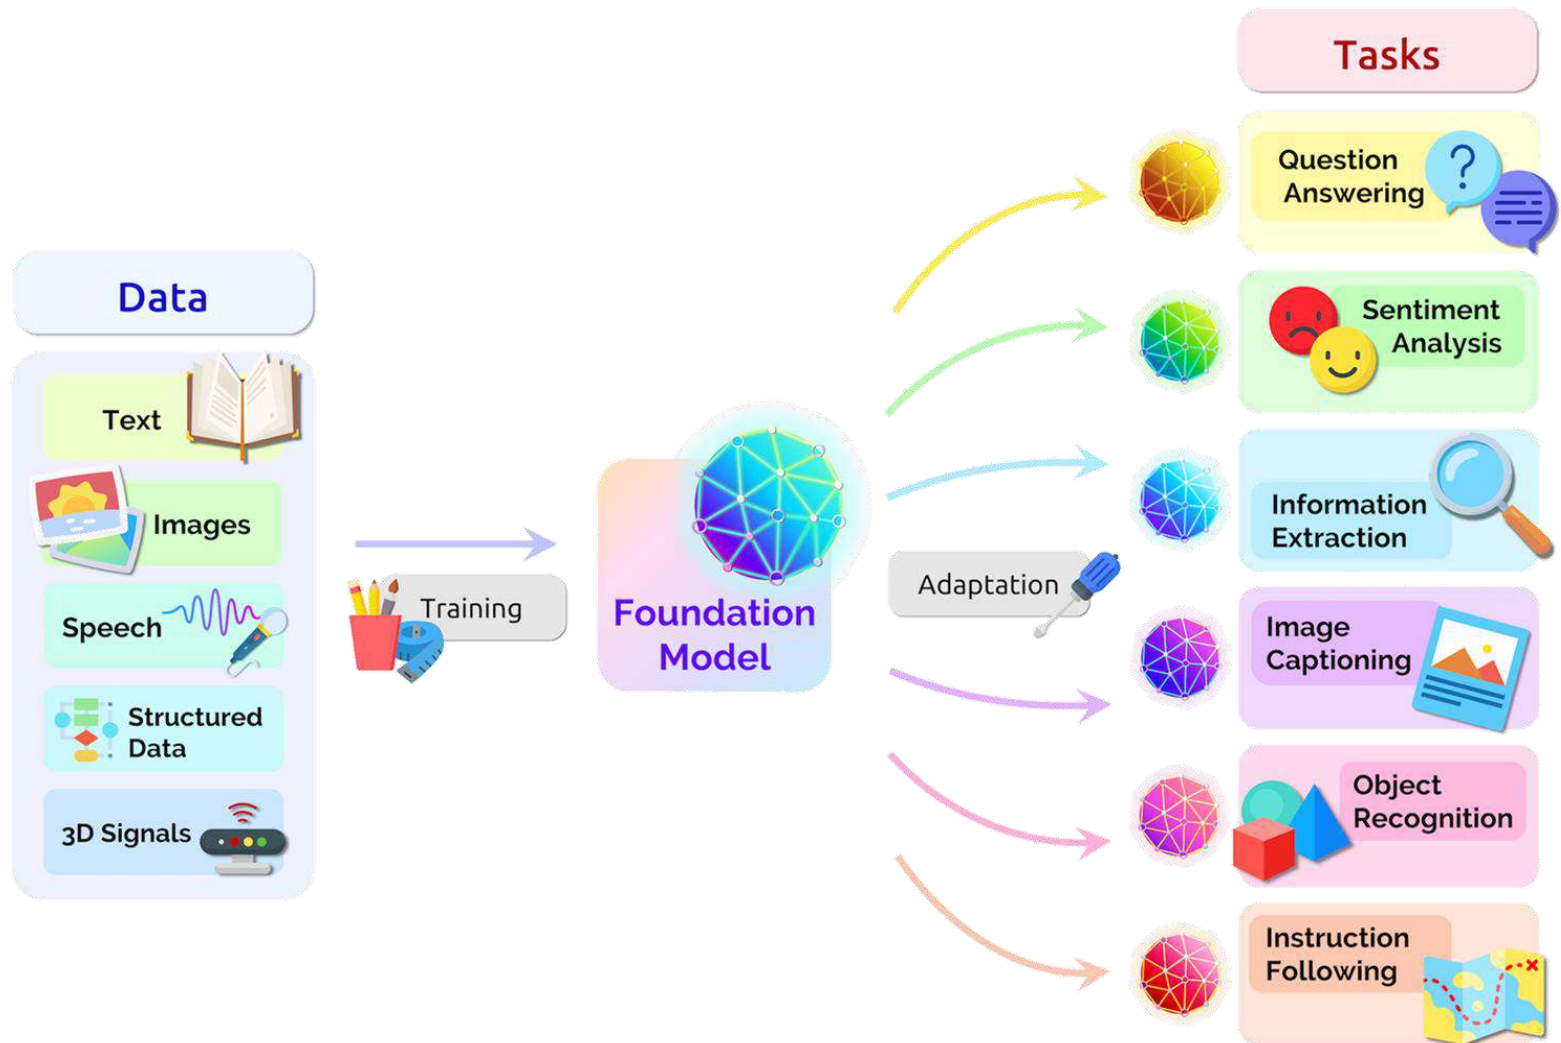 Data
Text
Images
Speech
Structured
Data
3D Signals
Training
Foundation
Model
Adaptation
Tasks
Question
Answering
Sentiment
Analysis
Information
Extraction
Image
Captioning
Object
Recognition
Instruction
Following